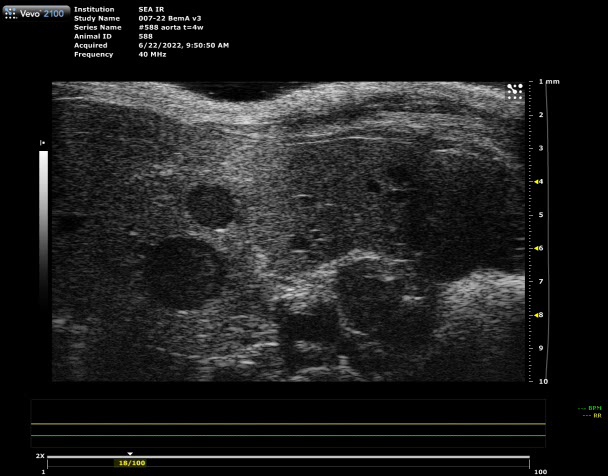 Vevo 2100
Institution SEA IR
Study Name 007-22 BemA v3
Series Name #588 aorta t=4w
Animal ID 588
Acquired 6/22/2022, 9:50:50 AM
Frequency 40 MHz
1 mm
2
3
4
5
6
7
8
9
10
--- BPM
--- RR
2X
18/100
1
100